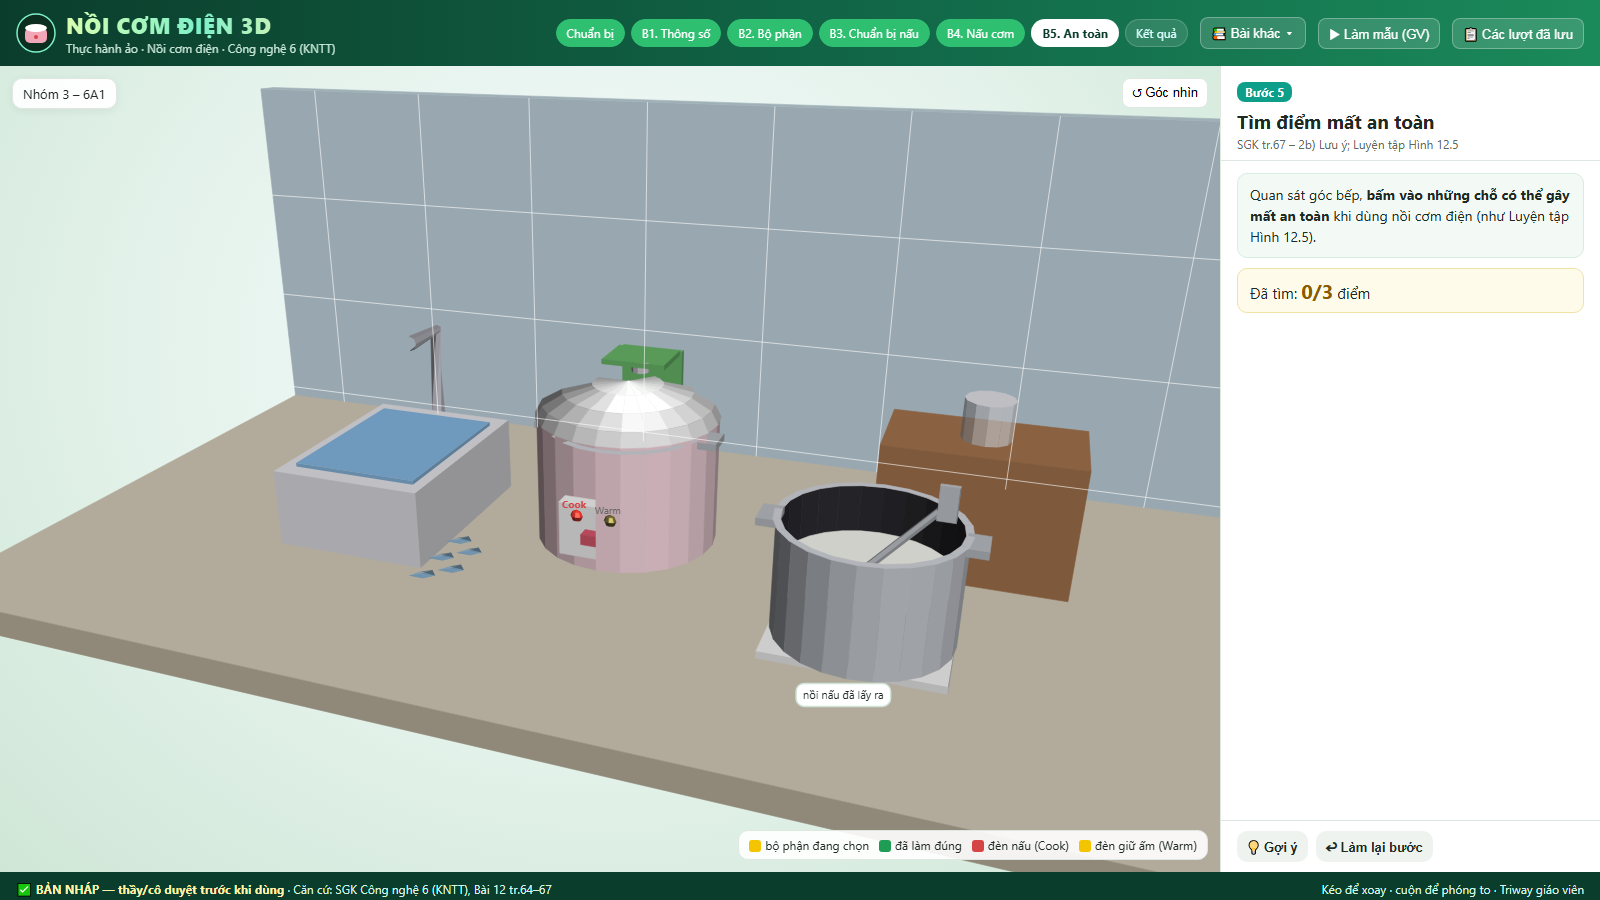 NỒI CƠM ĐIỆN 3D
Thực hành ảo · Nồi cơm điện · Công nghệ 6 (KNTT)
Chuẩn bị
B1. Thông số
B2. Bộ phận
B3. Chuẩn bị nấu
B4. Nấu cơm
B5. An toàn
Kết quả
Bài khác
Làm mẫu (GV)
Các lượt đã lưu
Nhóm 3 – 6A1
Góc nhìn
Cook
Warm
nồi nấu đã lấy ra
bộ phận đang chọn
đã làm đúng
đèn nấu (Cook)
đèn giữ ấm (Warm)
Bước 5
Tìm điểm mất an toàn
SGK tr.67 – 2b) Lưu ý; Luyện tập Hình 12.5
Quan sát góc bếp, bấm vào những chỗ có thể gây
mất an toàn khi dùng nồi cơm điện (như Luyện tập
Hình 12.5).
Đã tìm: 0/3 điểm
Gợi ý
Làm lại bước
BẢN NHÁP — thầy/cô duyệt trước khi dùng · Căn cứ: SGK Công nghệ 6 (KNTT), Bài 12 tr.64–67
Kéo để xoay · cuộn để phóng to · Triway giáo viên